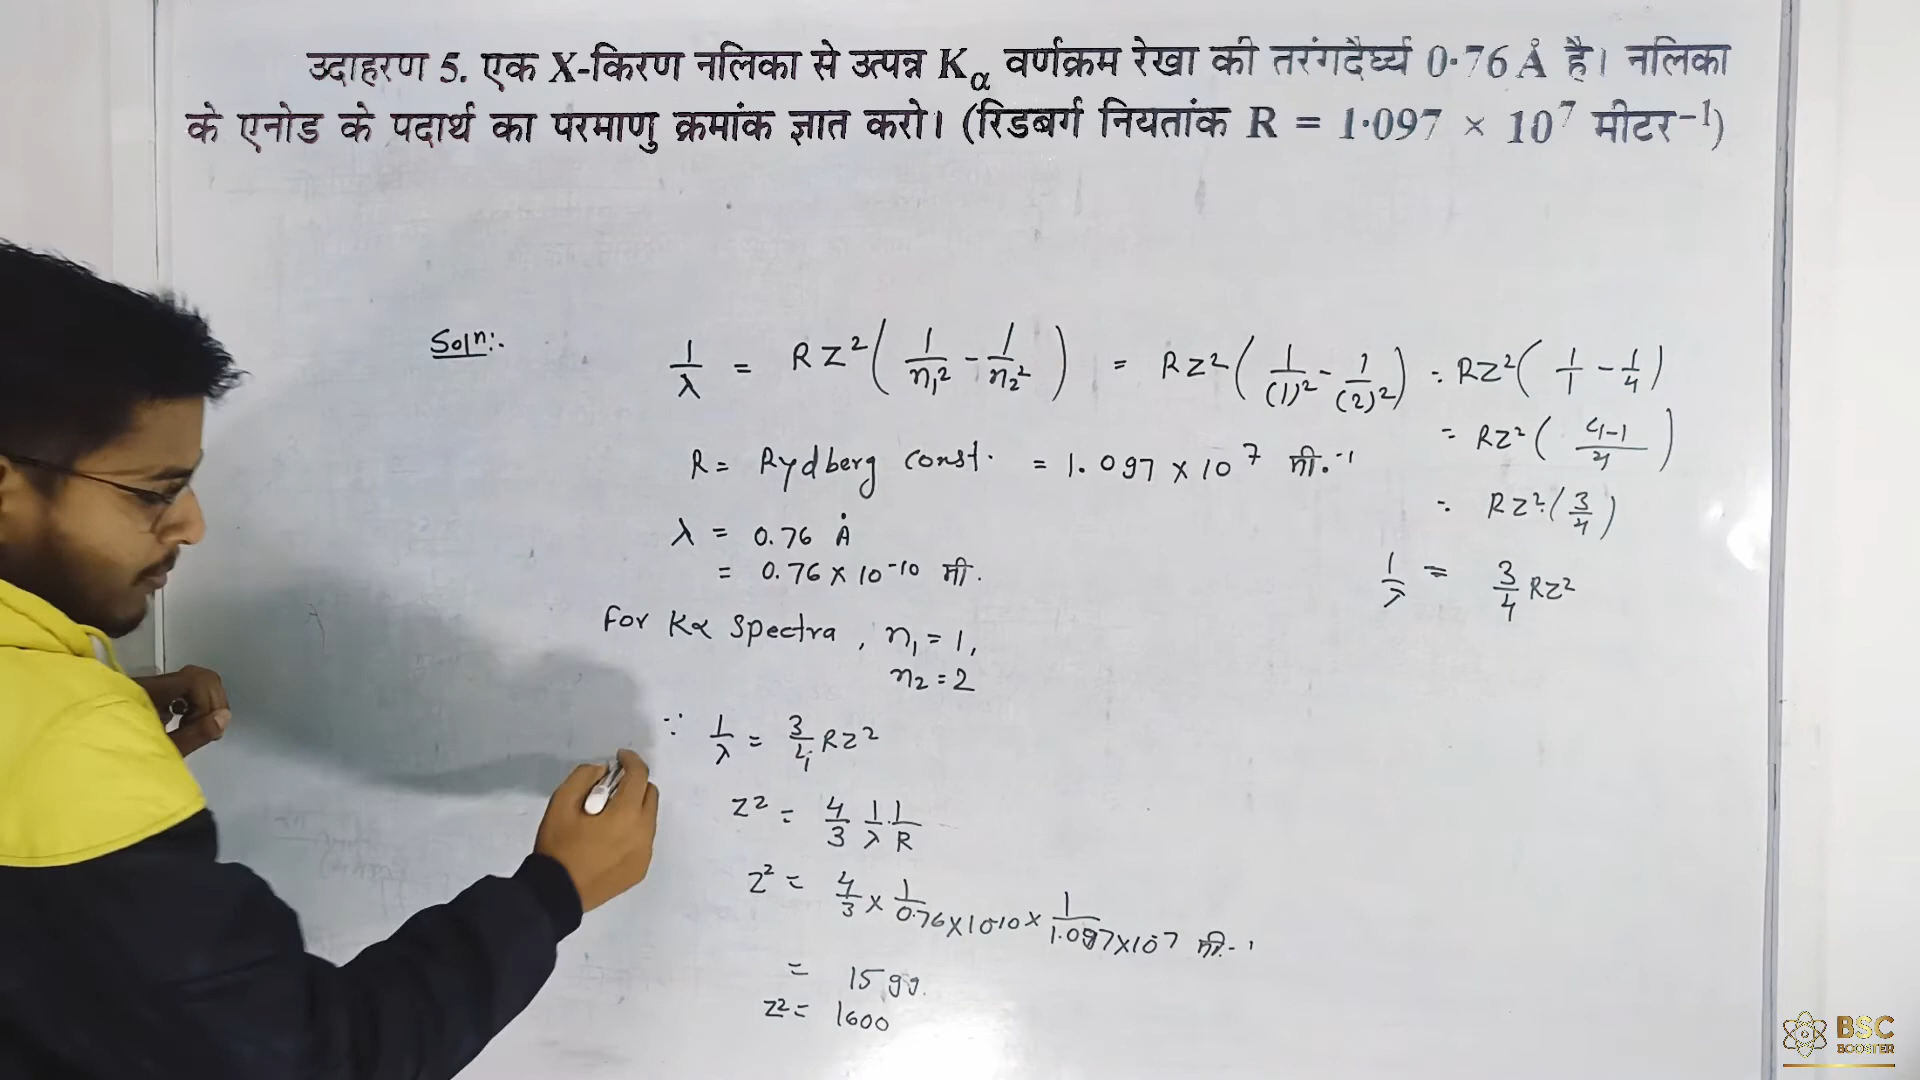 उदाहरण 5. एक X-किरण नलिका से उत्पन्न Kα वर्णक्रम रेखा की तरंगदैर्घ्य 0·76 Å है। नलिका
के एनोड के पदार्थ का परमाणु क्रमांक ज्ञात करो। (रिडबर्ग नियतांक R = 1·097 × 10⁷ मीटर⁻¹)
Solⁿ:.
1/λ = RZ²(1/n₁² - 1/n₂²) = RZ²(1/(1)² - 1/(2)²) = RZ²(1/1 - 1/4)
= RZ²((4-1)/4)
R = Rydberg const. = 1.097 × 10⁷ मी.⁻¹
= RZ²(3/4)
λ = 0.76 Å
= 0.76 × 10⁻¹⁰ मी.
1/λ = 3/4 RZ²
For Kα Spectra, n₁ = 1,
n₂ = 2
∵ 1/λ = 3/4 RZ²
Z² = 4/3 1/λ · 1/R
Z² = 4/3 × 1/0.76×10⁻¹⁰ × 1/1.097×10⁷ मी.⁻¹
= 1599.
Z² = 1600
BSC
BOOSTER